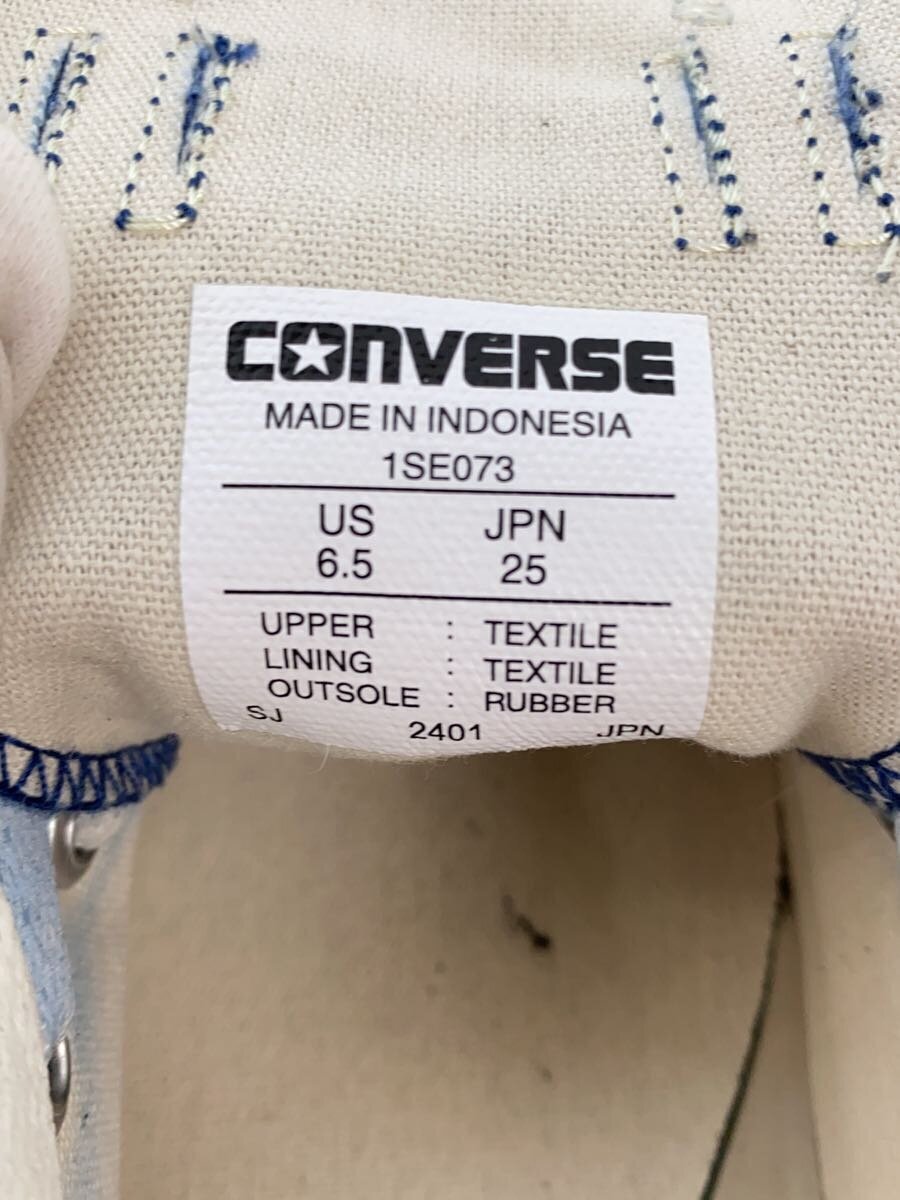 CONVERSE
MADE IN INDONESIA
1SE073
US JPN
6.5 25
UPPER : TEXTILE
LINING : TEXTILE
OUTSOLE : RUBBER
SJ 2401 JPN